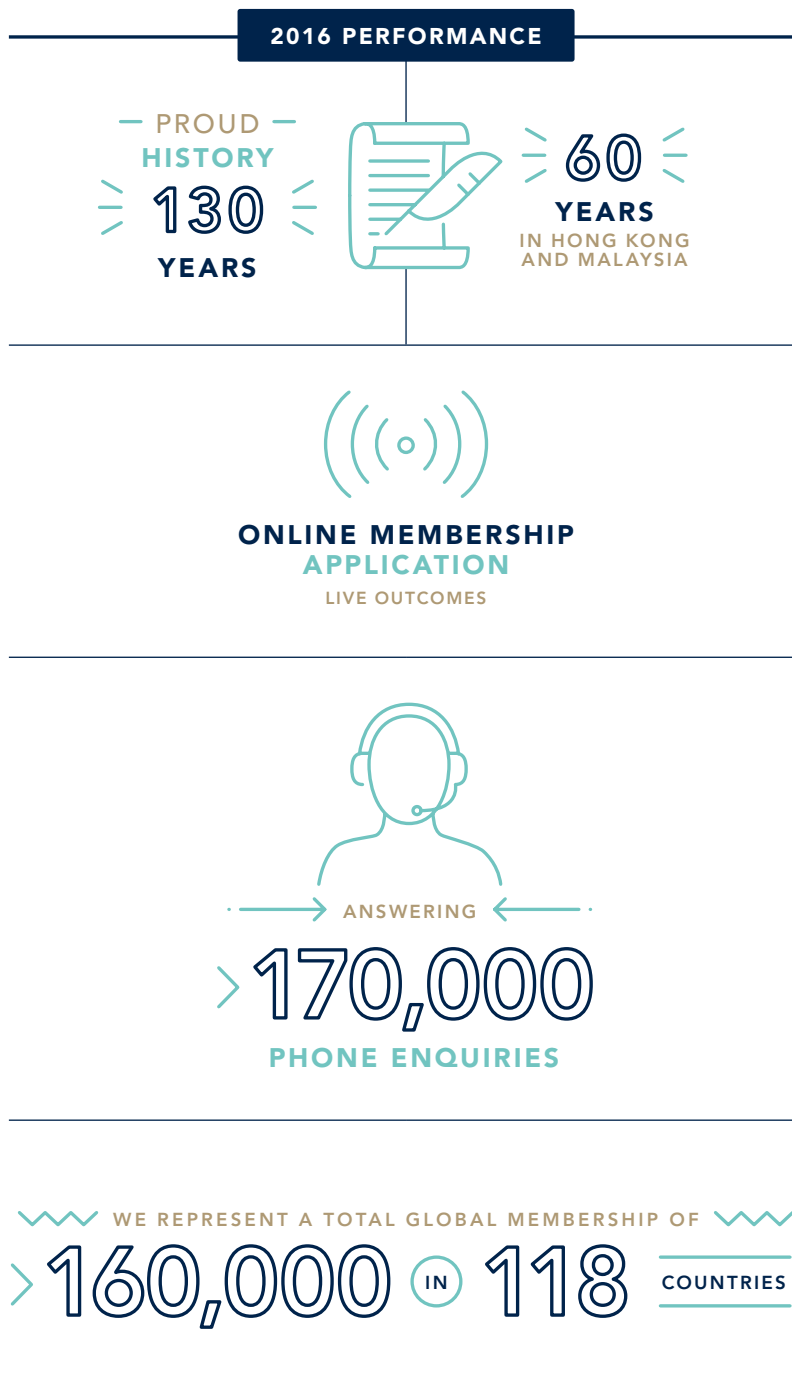 2016 PERFORMANCE
PROUD
HISTORY
130
YEARS
60
YEARS
IN HONG KONG
AND MALAYSIA
ONLINE MEMBERSHIP
APPLICATION
LIVE OUTCOMES
ANSWERING
>170,000
PHONE ENQUIRIES
WE REPRESENT A TOTAL GLOBAL MEMBERSHIP OF
>160,000 IN 118 COUNTRIES